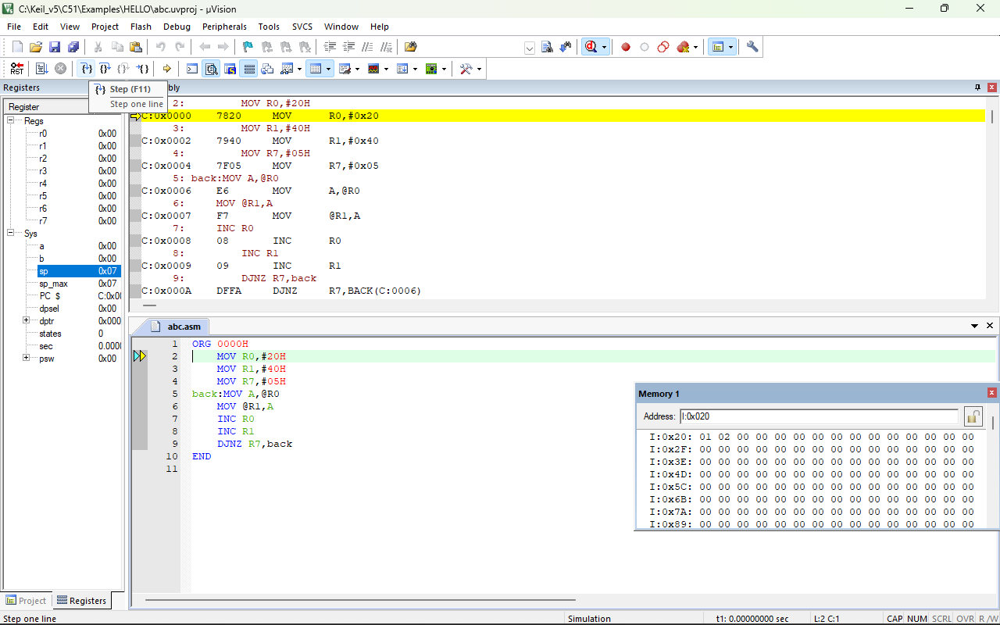 C:\Keil_v5\C51\Examples\HELLO\abc.uvproj - µVision
File Edit View Project Flash Debug Peripherals Tools SVCS Window Help
RST
Registers
bly
Step (F11)
Step one line
Register
Regs
r0 0x00
r1 0x00
r2 0x00
r3 0x00
r4 0x00
r5 0x00
r6 0x00
r7 0x00
Sys
a 0x00
b 0x00
sp 0x07
sp_max 0x07
PC $ C:0x00
dpsel 0x00
dptr 0x000
states 0
sec 0.0000
psw 0x00
Project Registers
2: MOV R0,#20H
C:0x0000 7820 MOV R0,#0x20
3: MOV R1,#40H
C:0x0002 7940 MOV R1,#0x40
4: MOV R7,#05H
C:0x0004 7F05 MOV R7,#0x05
5: back:MOV A,@R0
C:0x0006 E6 MOV A,@R0
6: MOV @R1,A
C:0x0007 F7 MOV @R1,A
7: INC R0
C:0x0008 08 INC R0
8: INC R1
C:0x0009 09 INC R1
9: DJNZ R7,back
C:0x000A DFFA DJNZ R7,BACK(C:0006)
abc.asm
1 ORG 0000H
2 MOV R0,#20H
3 MOV R1,#40H
4 MOV R7,#05H
5 back:MOV A,@R0
6 MOV @R1,A
7 INC R0
8 INC R1
9 DJNZ R7,back
10 END
11
Memory 1
Address: I:0x020
I:0x20: 01 02 00 00 00 00 00 00 00 00 00 00 00 00 00
I:0x2F: 00 00 00 00 00 00 00 00 00 00 00 00 00 00 00
I:0x3E: 00 00 00 00 00 00 00 00 00 00 00 00 00 00 00
I:0x4D: 00 00 00 00 00 00 00 00 00 00 00 00 00 00 00
I:0x5C: 00 00 00 00 00 00 00 00 00 00 00 00 00 00 00
I:0x6B: 00 00 00 00 00 00 00 00 00 00 00 00 00 00 00
I:0x7A: 00 00 00 00 00 00 00 00 00 00 00 00 00 00 00
I:0x89: 00 00 00 00 00 00 00 00 00 00 00 00 00 00 00
Step one line Simulation t1: 0.00000000 sec L:2 C:1 CAP NUM SCRL OVR R /W